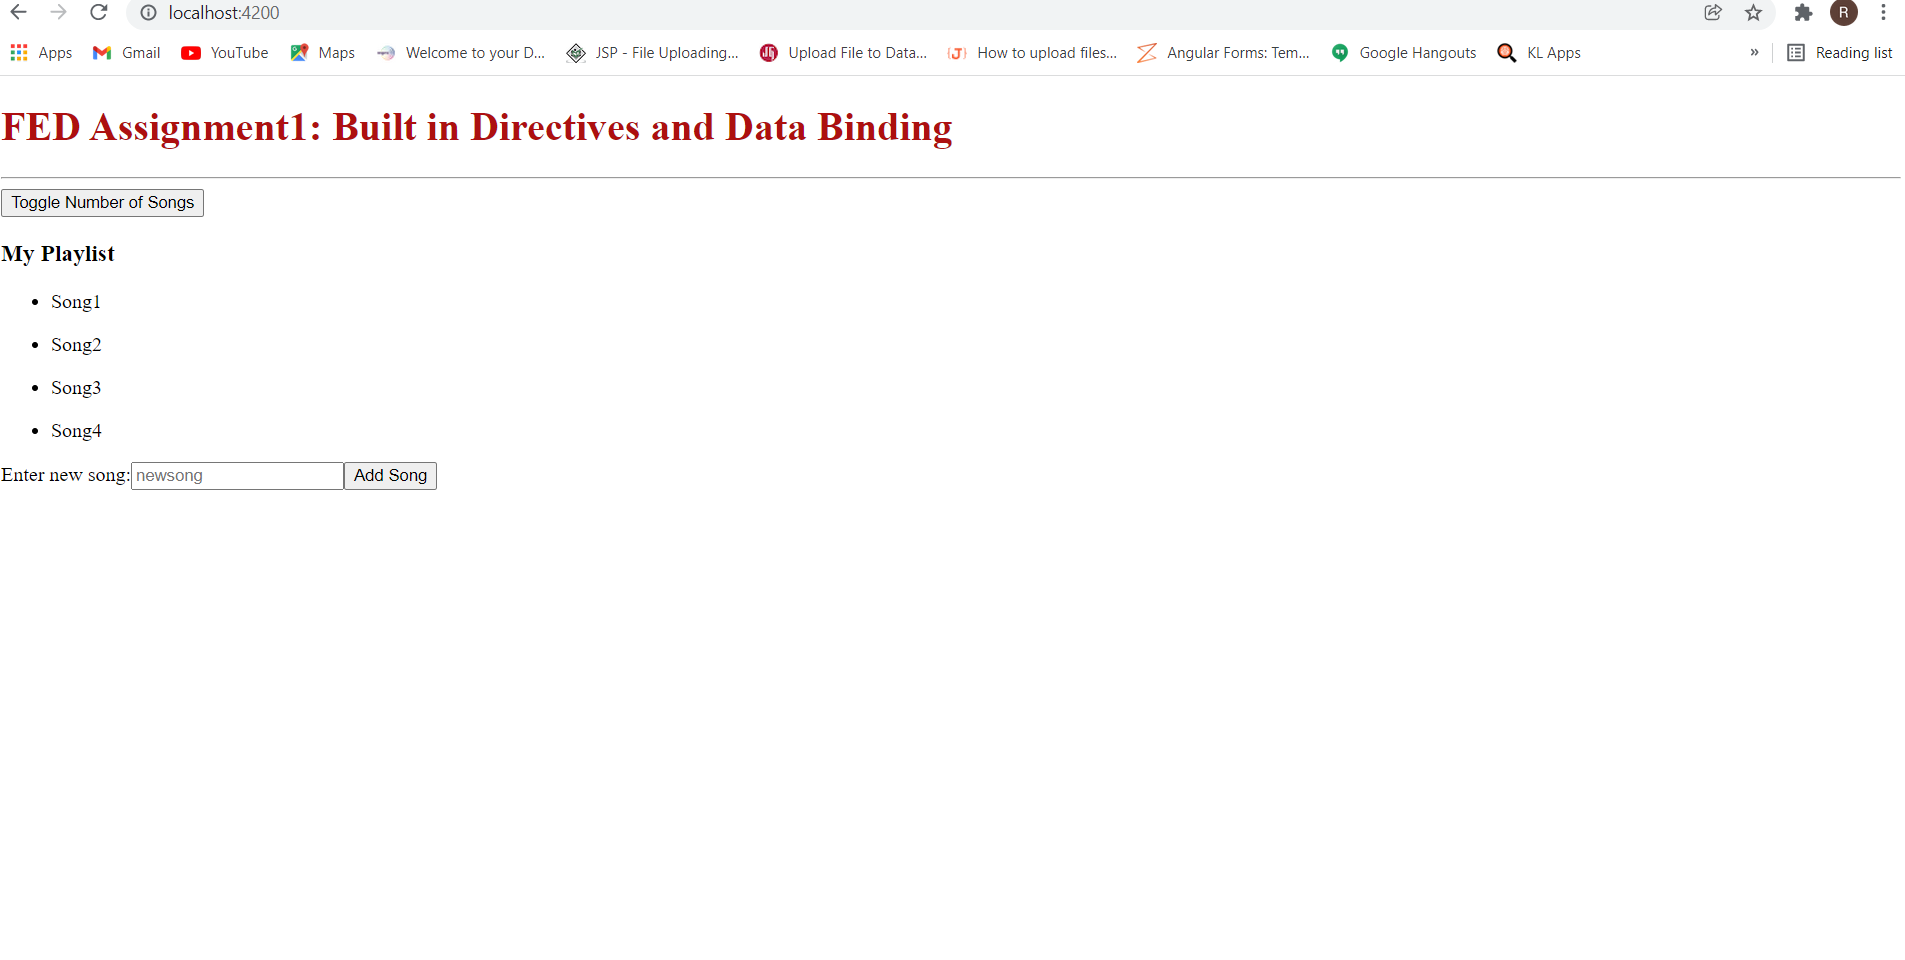 localhost:4200
R
Apps Gmail YouTube Maps Welcome to your D... JSP - File Uploading... Upload File to Data... How to upload files... Angular Forms: Tem... Google Hangouts KL Apps » Reading list
FED Assignment1: Built in Directives and Data Binding
Toggle Number of Songs
My Playlist
• Song1
• Song2
• Song3
• Song4
Enter new song: newsong Add Song